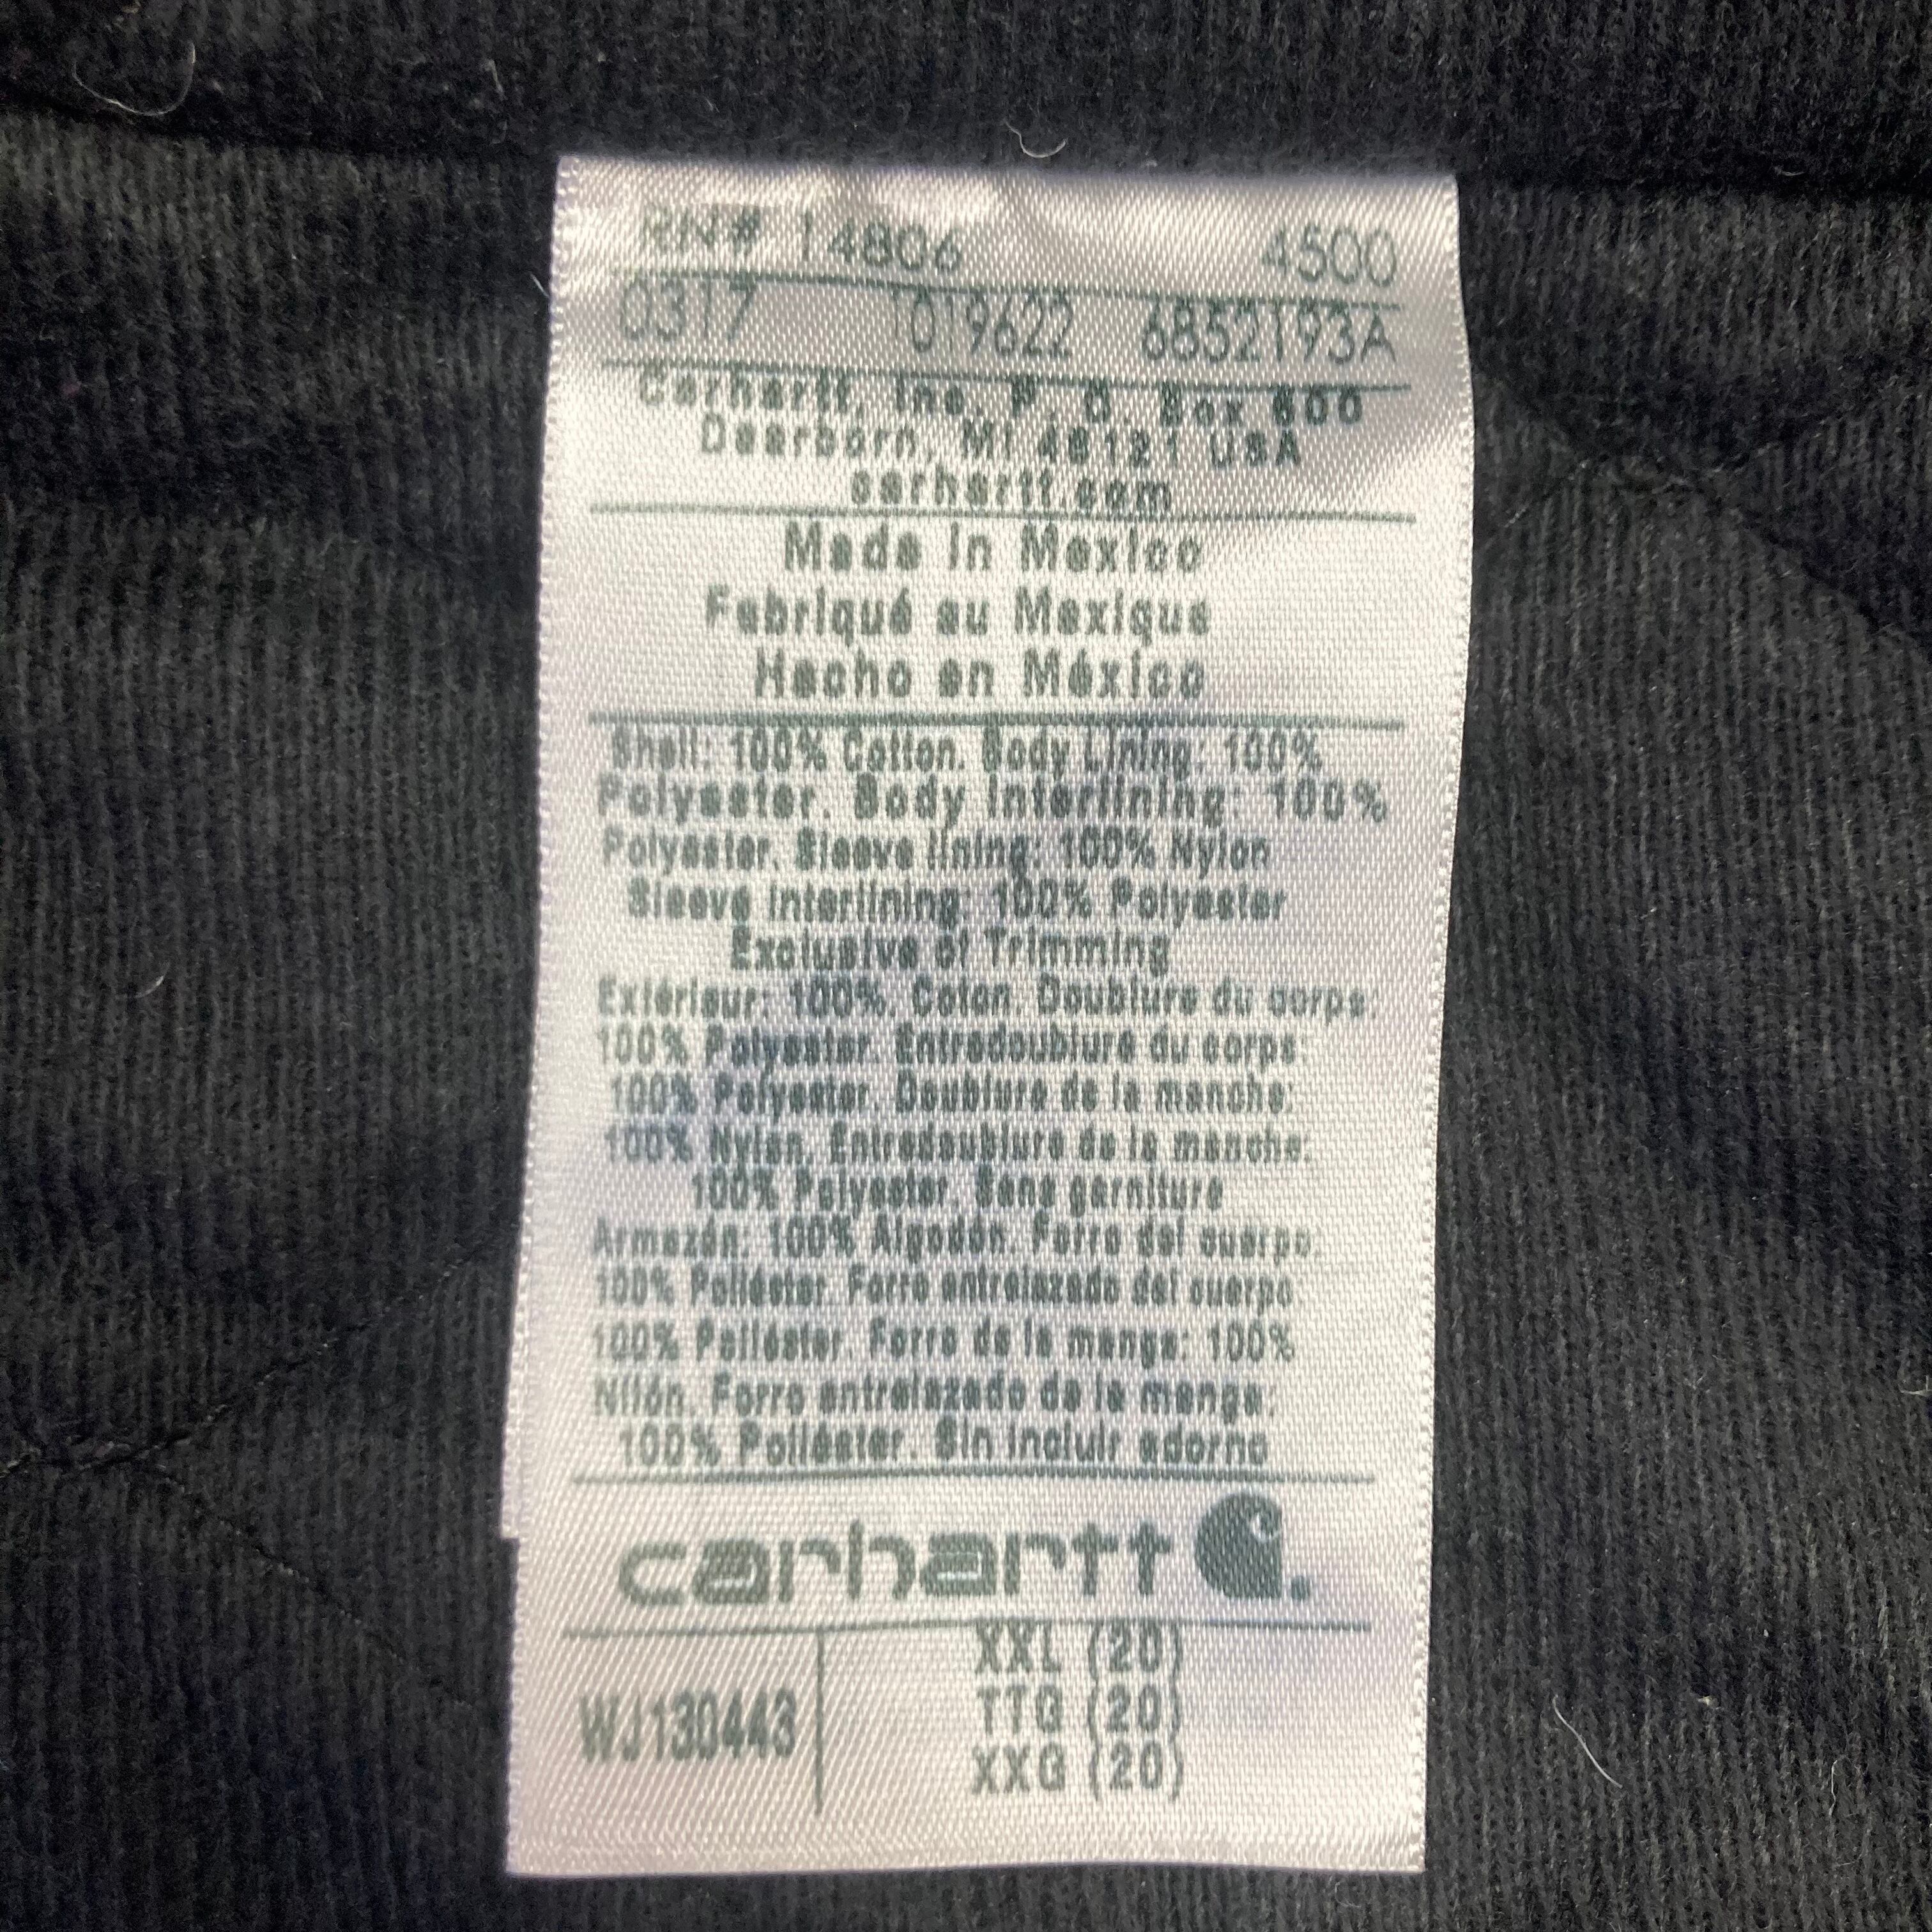 RN# 14806 4500
0317 1019622 6852193A
Carhartt, Inc. P. O. Box 600
Dearborn, MI 48121 USA
carhartt.com
Made in Mexico
Fabriqué au Mexique
Hecho en México
Shell: 100% Cotton. Body Lining: 100%
Polyester. Body Interlining: 100%
Polyester. Sleeve lining: 100% Nylon
Sleeve Interlining: 100% Polyester
Exclusive of Trimming
Extérieur: 100% Coton. Doublure du corps
100% Polyester. Entredoublure du corps:
100% Polyester. Doublure de la manche:
100% Nylon. Entredoublure de la manche:
100% Polyester. Sans garniture
Armazón: 100% Algodón. Forro del cuerpo:
100% Poliéster. Forro entrelazado del cuerpo
100% Poliéster. Forro de la manga: 100%
Nilón. Forro entrelazado de la manga:
100% Poliéster. Sin incluir adorno
carhartt
WJ130443
XXL (20)
TTG (20)
XXG (20)